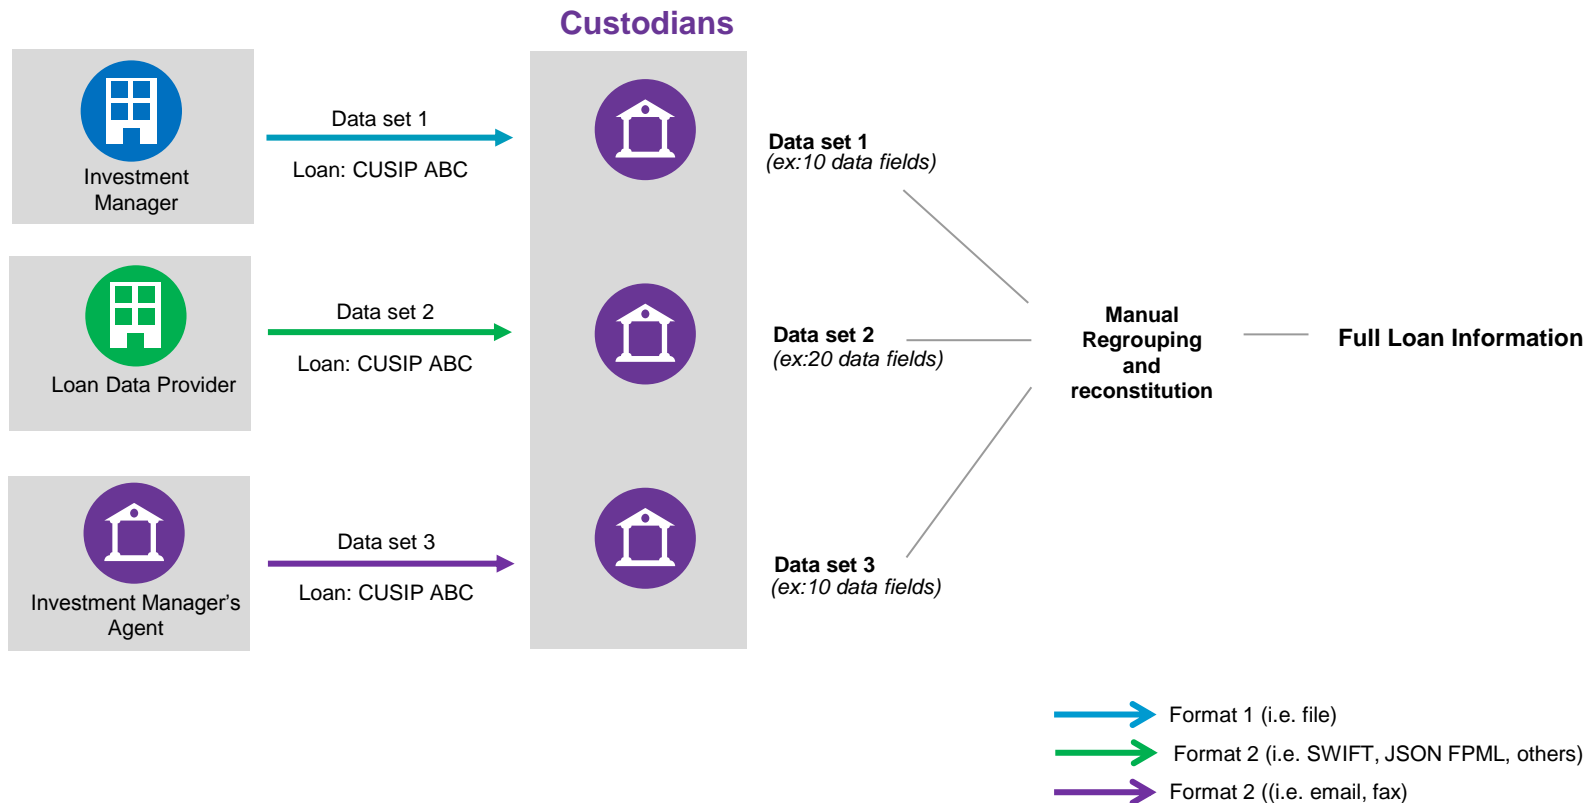 Custodians
Investment
Manager
Data set 1
Loan: CUSIP ABC
Data set 1
(ex:10 data fields)
Loan Data Provider
Data set 2
Loan: CUSIP ABC
Data set 2
(ex:20 data fields)
Investment Manager’s
Agent
Data set 3
Loan: CUSIP ABC
Data set 3
(ex:10 data fields)
Manual
Regrouping
and
reconstitution
Full Loan Information
Format 1 (i.e. file)
Format 2 (i.e. SWIFT, JSON FPML, others)
Format 2 ((i.e. email, fax)